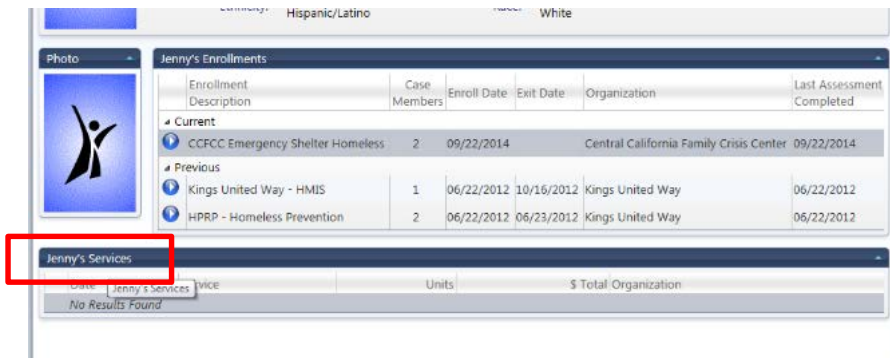 Ethnicity: Race:
Hispanic/Latino White
Photo Jenny's Enrollments
Enrollment Case Enroll Date Exit Date Organization Last Assessment
Description Members Completed
Current
CCFCC Emergency Shelter Homeless 2 09/22/2014 Central California Family Crisis Center 09/22/2014
Previous
Kings United Way - HMIS 1 06/22/2012 10/16/2012 Kings United Way 06/22/2012
HPRP - Homeless Prevention 2 06/22/2012 06/23/2012 Kings United Way 06/22/2012
Jenny's Services
Date Units $ Total Organization
Jenny's Services
No Results Found